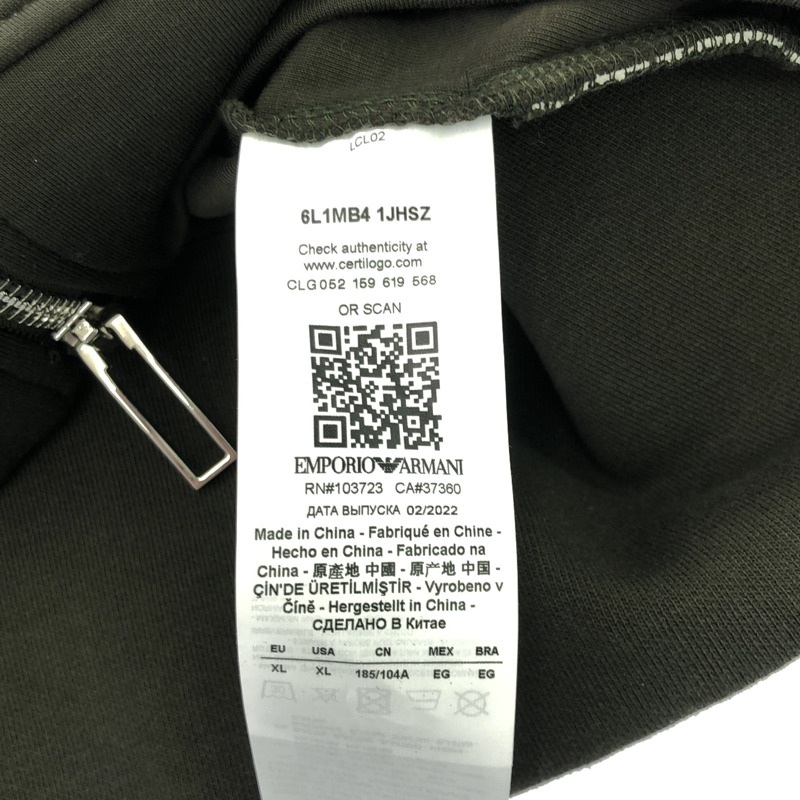 LCL02
6L1MB4 1JHSZ
Check authenticity at
www.certilogo.com
CLG 052 159 619 568
OR SCAN
EMPORIO ARMANI
RN#103723 CA#37360
ДАТА ВЫПУСКА 02/2022
Made in China - Fabriqué en Chine -
Hecho en China - Fabricado na
China - 原產地 中國 - 原产地 中国 -
ÇİN'DE ÜRETİLMİŞTİR - Vyrobeno v
Číně - Hergestellt in China -
СДЕЛАНО В Китае
EU USA CN MEX BRA
XL XL 185/104A EG EG